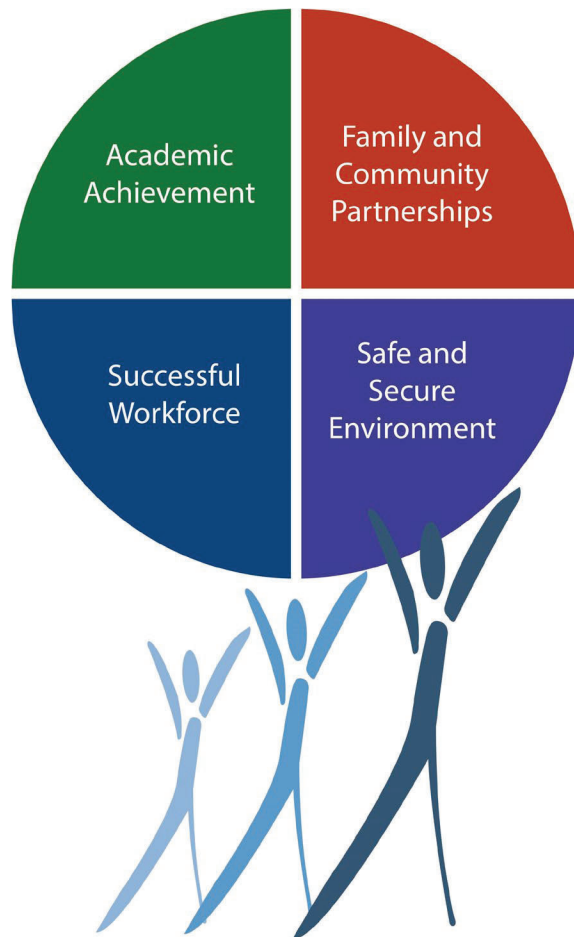 Academic
Achievement
Family and
Community
Partnerships
Successful
Workforce
Safe and
Secure
Environment